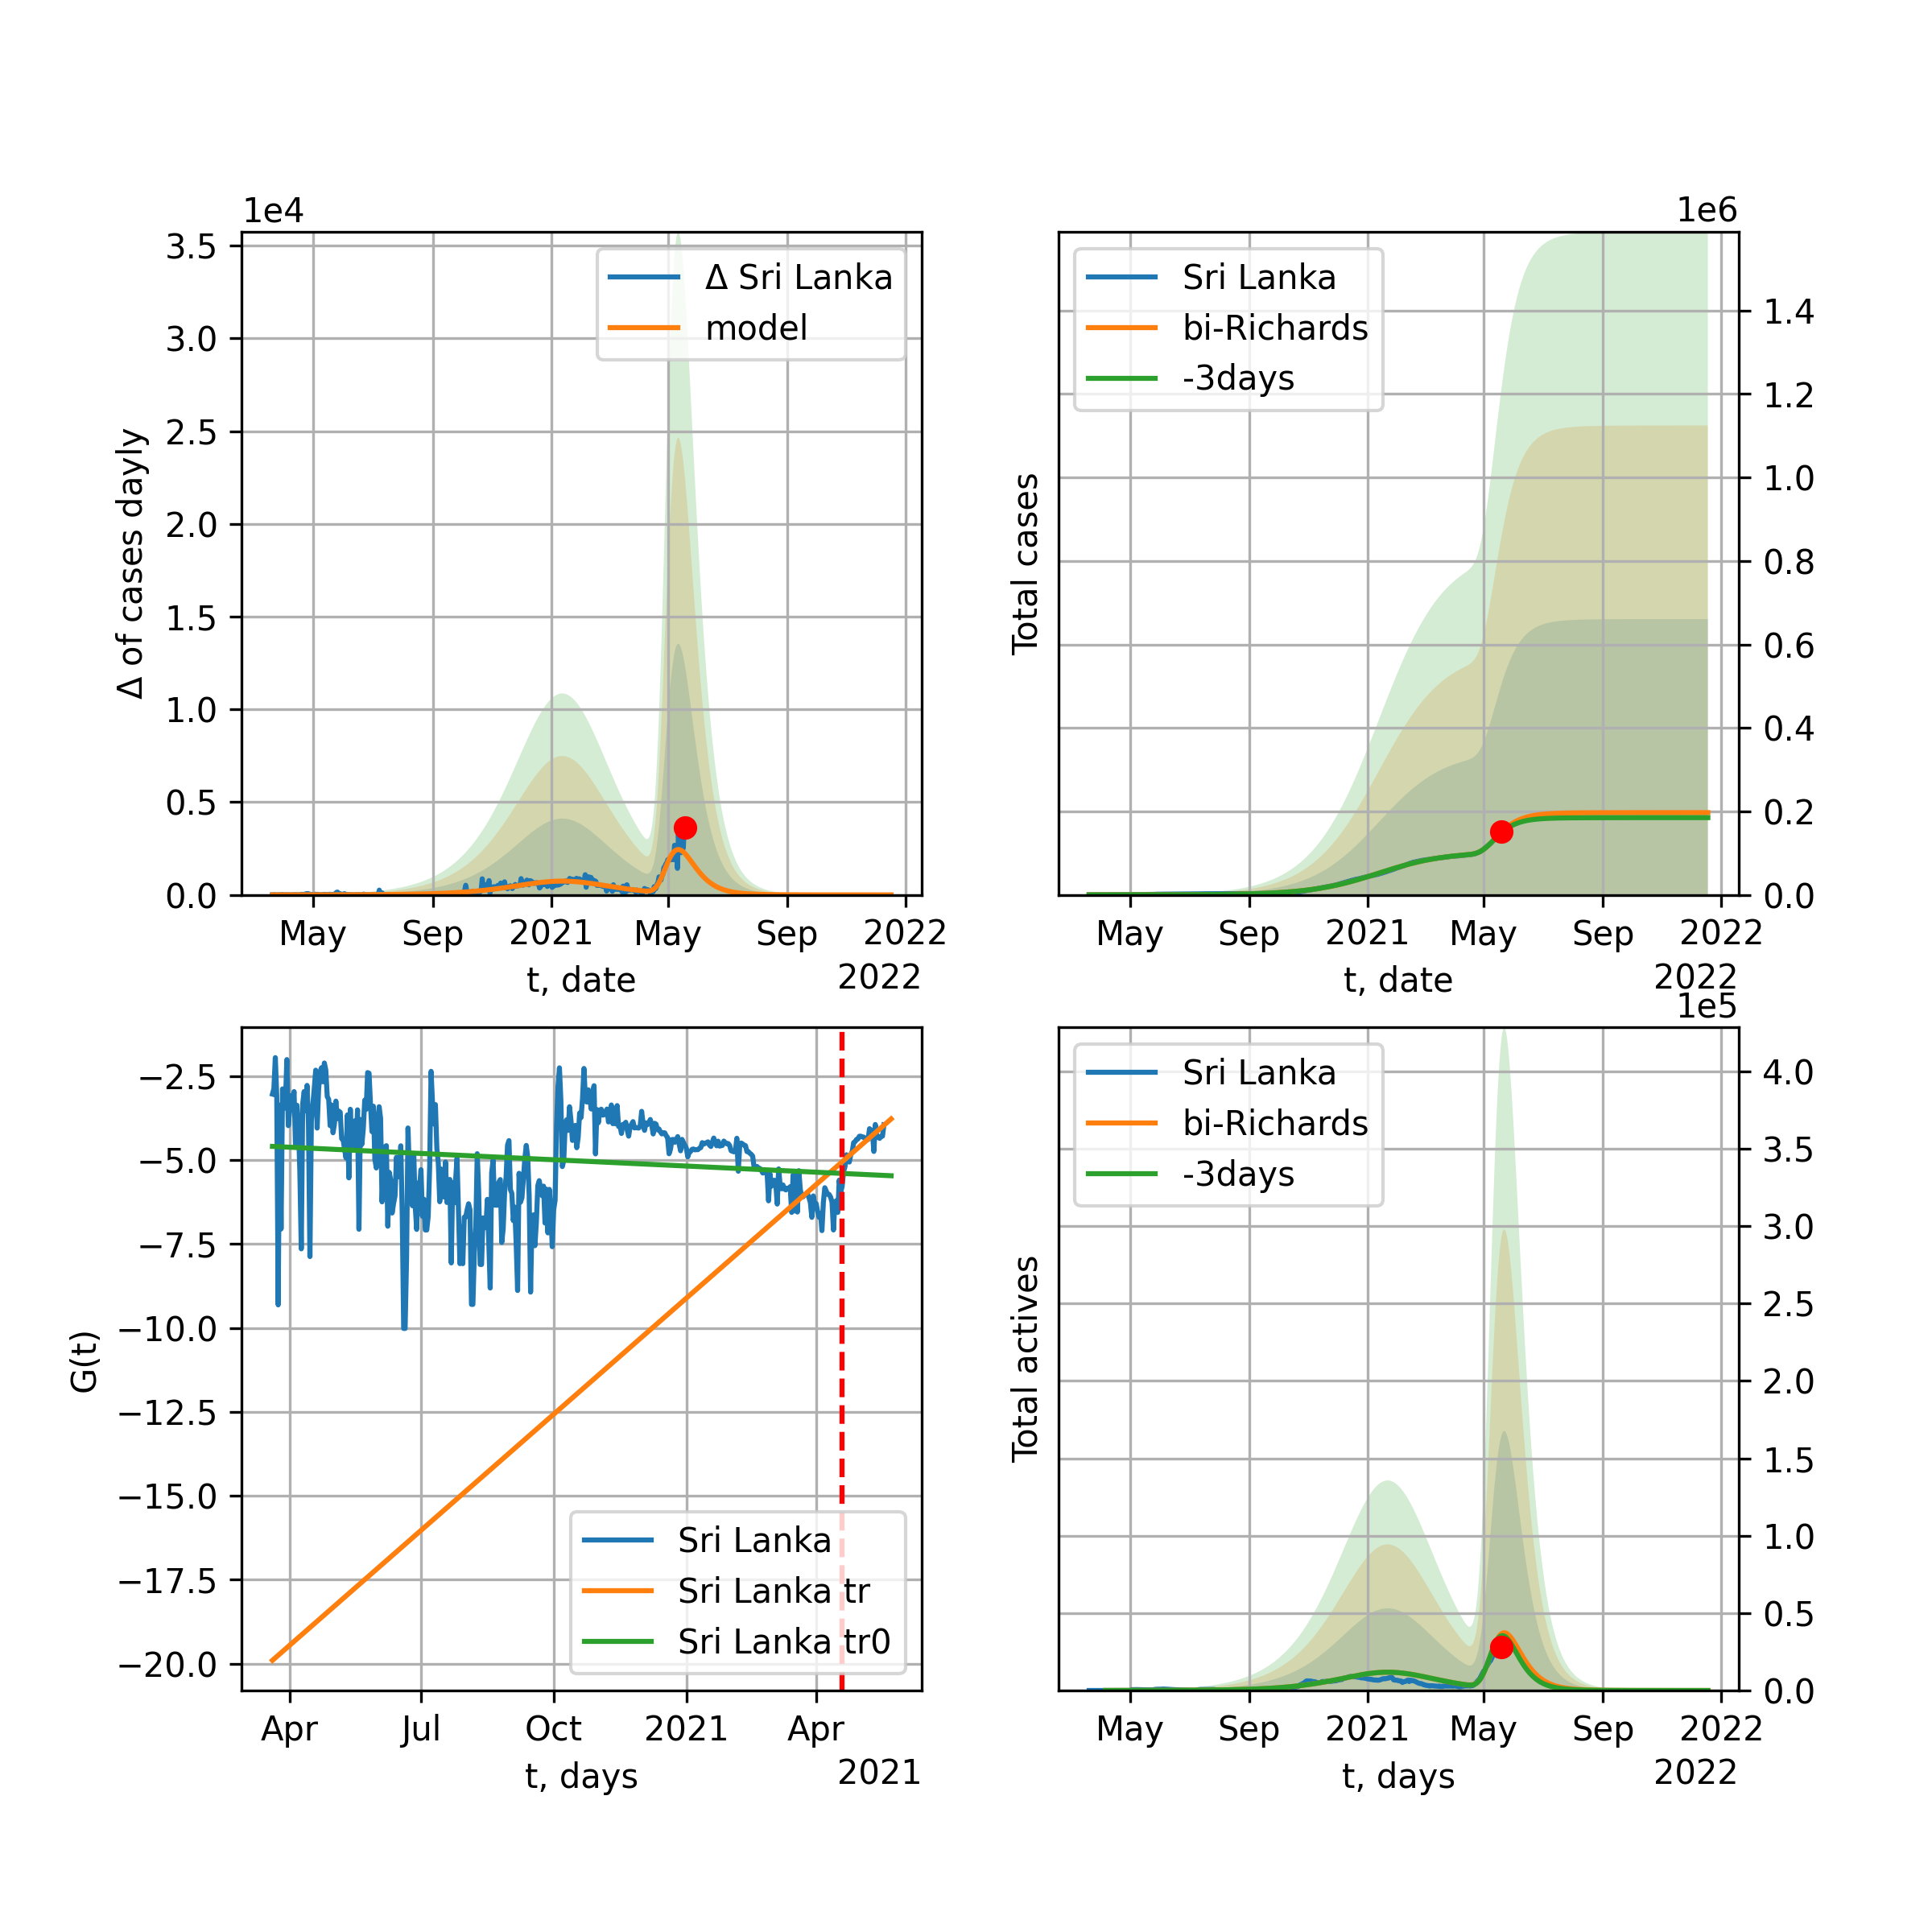 1e4
3.5
3.0
2.5
2.0
1.5
1.0
0.5
0.0
Δ of cases dayly
Δ Sri Lanka
model
May Sep 2021 May Sep 2022
t, date
2022
1e6
Sri Lanka
bi-Richards
-3days
Total cases
1.4
1.2
1.0
0.8
0.6
0.4
0.2
0.0
May Sep 2021 May Sep 2022
t, date
2022
−2.5
−5.0
−7.5
−10.0
−12.5
−15.0
−17.5
−20.0
G(t)
Sri Lanka
Sri Lanka tr
Sri Lanka tr0
Apr Jul Oct 2021 Apr
t, days
2021
1e5
Sri Lanka
bi-Richards
-3days
Total actives
4.0
3.5
3.0
2.5
2.0
1.5
1.0
0.5
0.0
May Sep 2021 May Sep 2022
t, days
2022